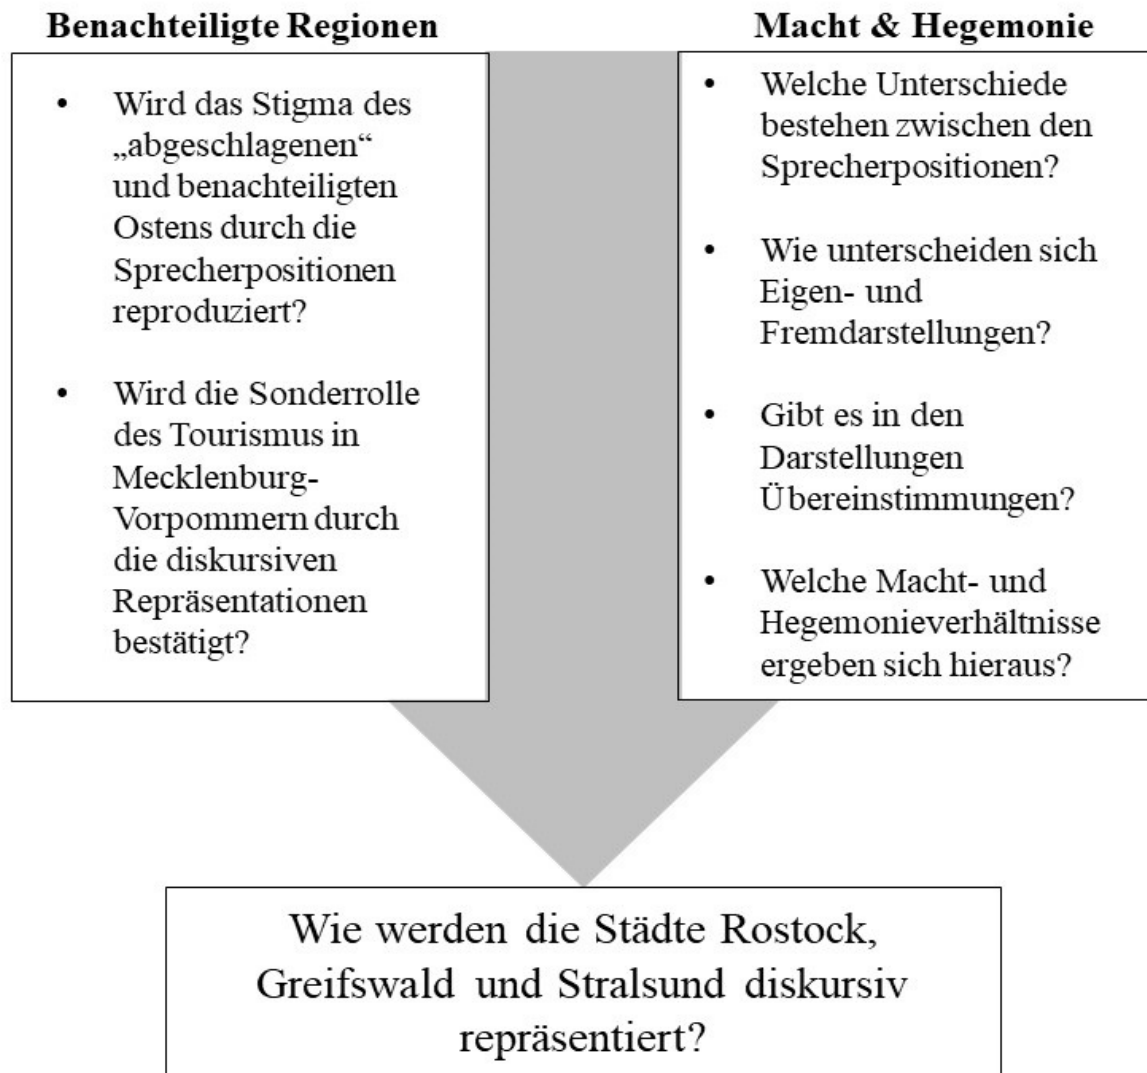 Benachteiligte Regionen
• Wird das Stigma des
„abgeschlagenen“
und benachteiligten
Ostens durch die
Sprecherpositionen
reproduziert?
• Wird die Sonderrolle
des Tourismus in
Mecklenburg-
Vorpommern durch
die diskursiven
Repräsentationen
bestätigt?
Macht & Hegemonie
• Welche Unterschiede
bestehen zwischen den
Sprecherpositionen?
• Wie unterscheiden sich
Eigen- und
Fremdarstellungen?
• Gibt es in den
Darstellungen
Übereinstimmungen?
• Welche Macht- und
Hegemonieverhältnisse
ergeben sich hieraus?
Wie werden die Städte Rostock,
Greifswald und Stralsund diskursiv
repräsentiert?